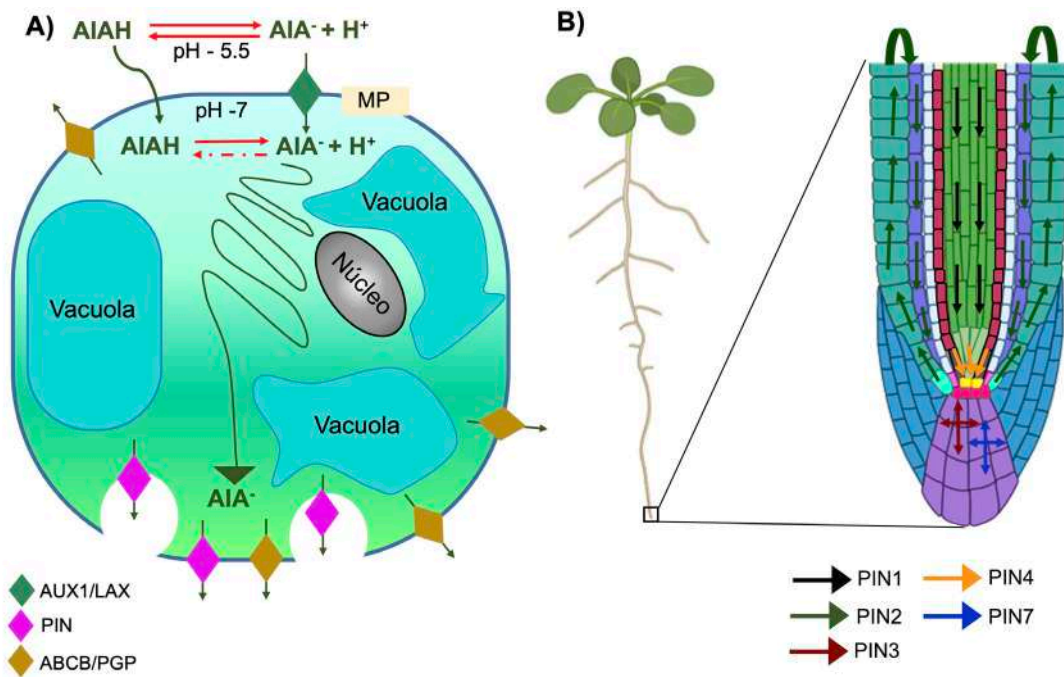 A)
AIAH
AIA⁻ + H⁺
pH - 5.5
MP
pH -7
AIAH
AIA⁻ + H⁺
Vacuola
Núcleo
Vacuola
Vacuola
AIA⁻
AUX1/LAX
PIN
ABCB/PGP
B)
PIN1
PIN4
PIN2
PIN7
PIN3